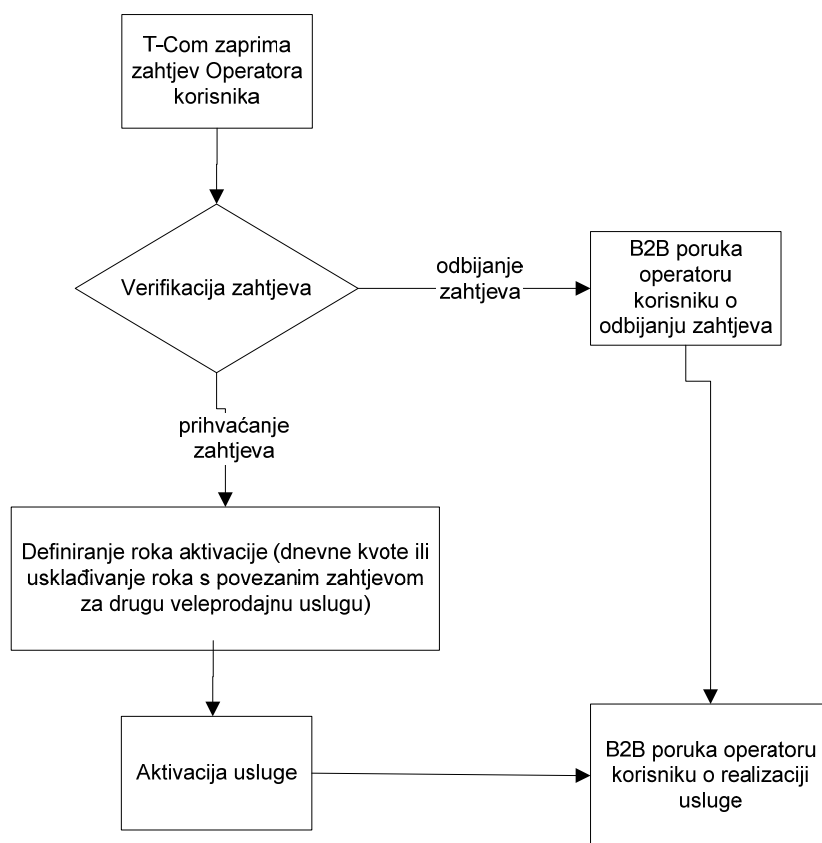 T-Com zaprima
zahtjev Operatora
korisnika
Verifikacija zahtjeva
odbijanje
zahtjeva
B2B poruka
operatoru
korisniku o
odbijanju zahtjeva
prihvaćanje
zahtjeva
Definiranje roka aktivacije (dnevne kvote ili
usklađivanje roka s povezanim zahtjevom
za drugu veleprodajnu uslugu)
Aktivacija usluge
B2B poruka operatoru
korisniku o realizaciji
usluge